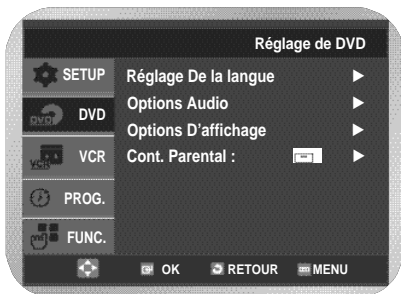 Réglage de DVD
SETUP
DVD
VCR
PROG.
FUNC.
Réglage De la langue
Options Audio
Options D'affichage
Cont. Parental :
OK RETOUR MENU